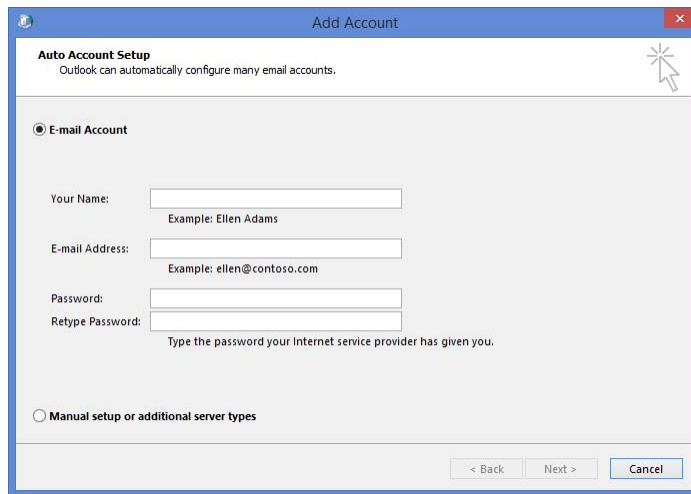 Add Account
Auto Account Setup
Outlook can automatically configure many email accounts.
E-mail Account
Your Name:
Example: Ellen Adams
E-mail Address:
Example: ellen@contoso.com
Password:
Retype Password:
Type the password your Internet service provider has given you.
Manual setup or additional server types
< Back Next > Cancel